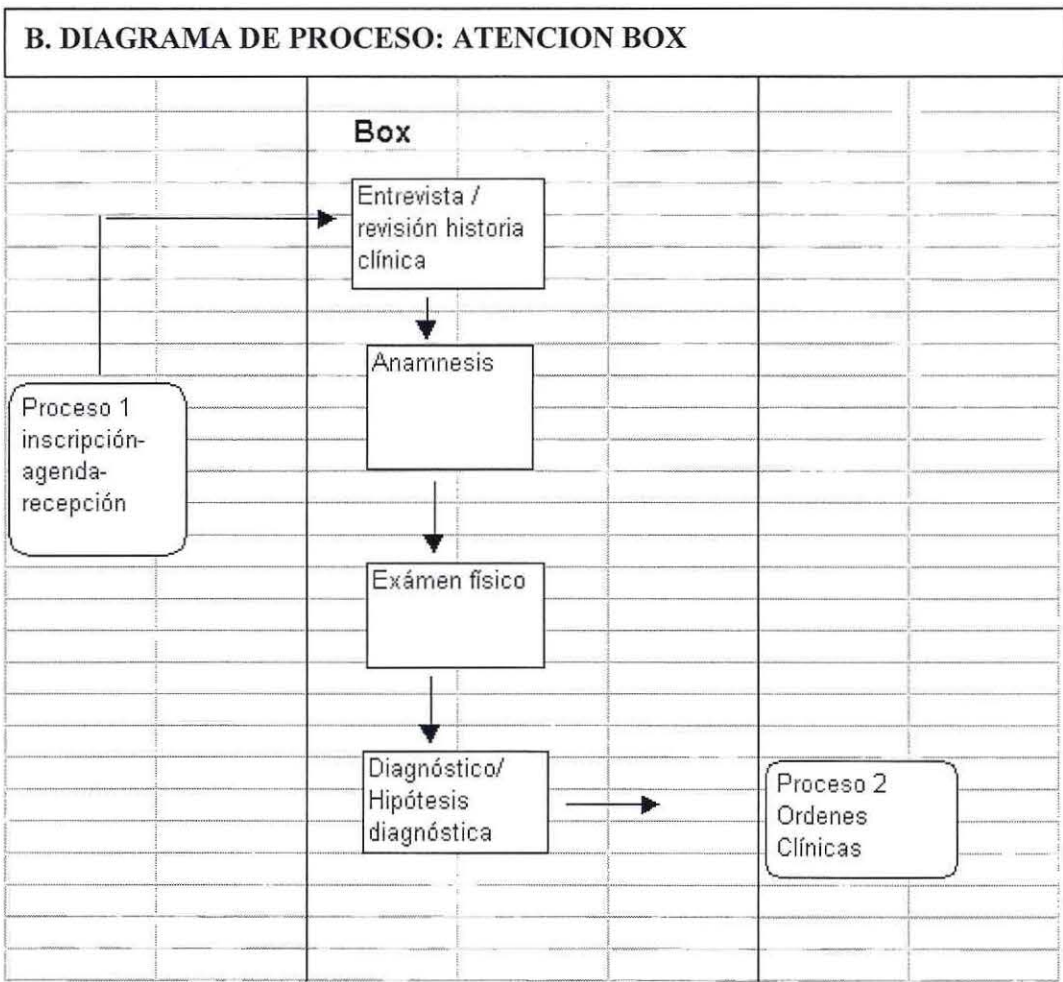 B. DIAGRAMA DE PROCESO: ATENCION BOX
Box
Entrevista /
revisión historia
clínica
Anamnesis
Proceso 1
inscripción-
agenda-
recepción
Exámen físico
Diagnóstico/
Hipótesis
diagnóstica
Proceso 2
Ordenes
Clínicas